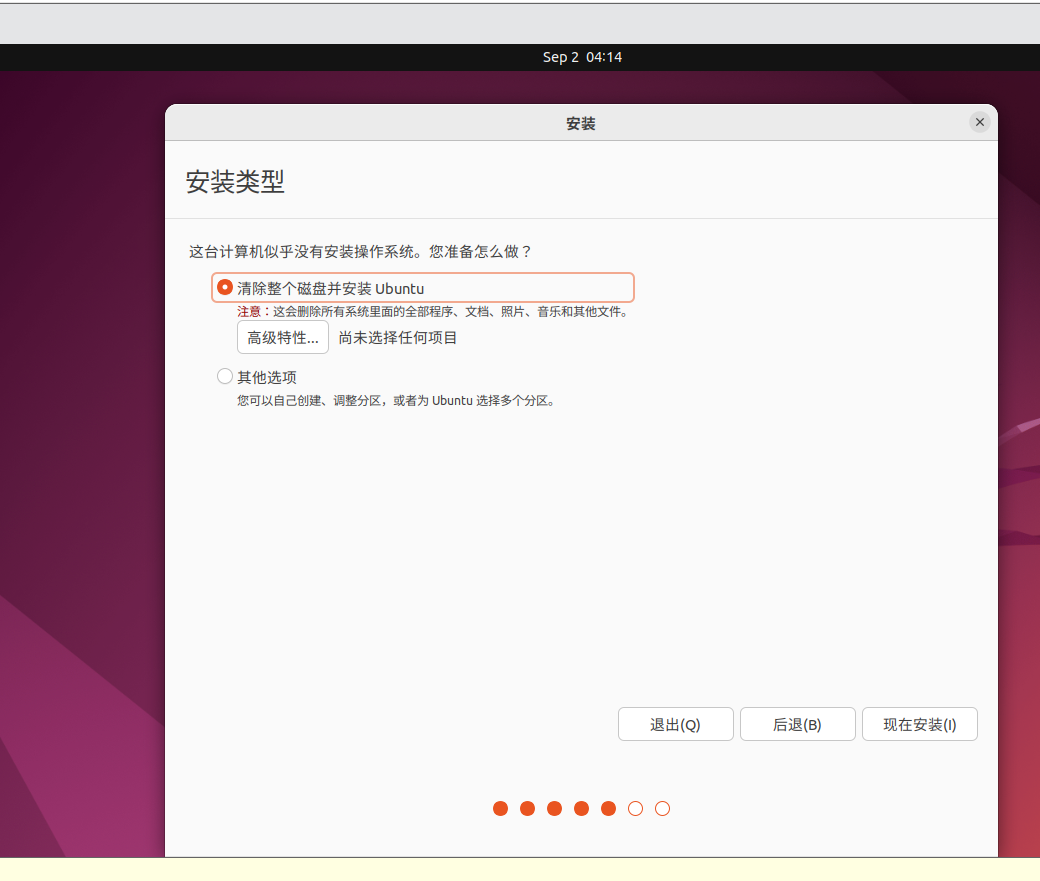 Sep 2 04:14
安装
安装类型
这台计算机似乎没有安装操作系统。您准备怎么做？
清除整个磁盘并安装 Ubuntu
注意：这会删除所有系统里面的全部程序、文档、照片、音乐和其他文件。
高级特性... 尚未选择任何项目
其他选项
您可以自己创建、调整分区，或者为 Ubuntu 选择多个分区。
退出(Q) 后退(B) 现在安装(I)